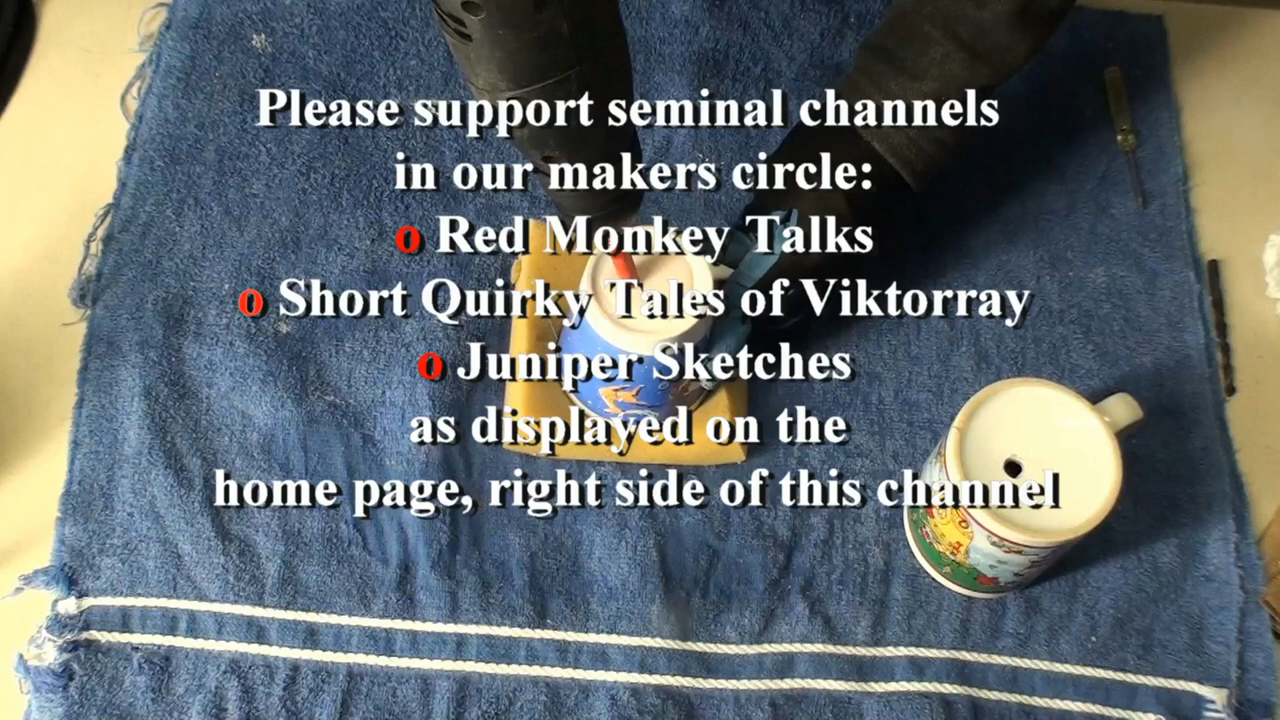 Please support seminal channels
in our makers circle:
o Red Monkey Talks
o Short Quirky Tales of Viktorray
o Juniper Sketches
as displayed on the
home page, right side of this channel